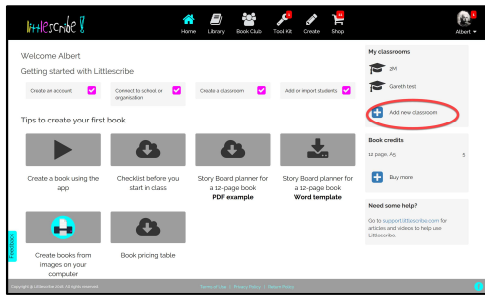 littlescribe
Home
Library
Book Club
Tool Kit
Create
Shop
Albert
Welcome Albert
Getting started with Littlescribe
Create an account
Connect to school or
organisation
Create a classroom
Add or import students
Tips to create your first book
Create a book using the
app
Checklist before you
start in class
Story Board planner for
a 12-page book
PDF example
Story Board planner for
a 12-page book
Word template
Create books from
images on your
computer
Book pricing table
My classrooms
2M
Gareth test
Add new classroom
Book credits
12 page, A5 5
Buy more
Need some help?
Go to support.littlescribe.com for
articles and videos to help use
Littlescribe.
Feedback
Terms of Use | Privacy Policy | Refund Policy